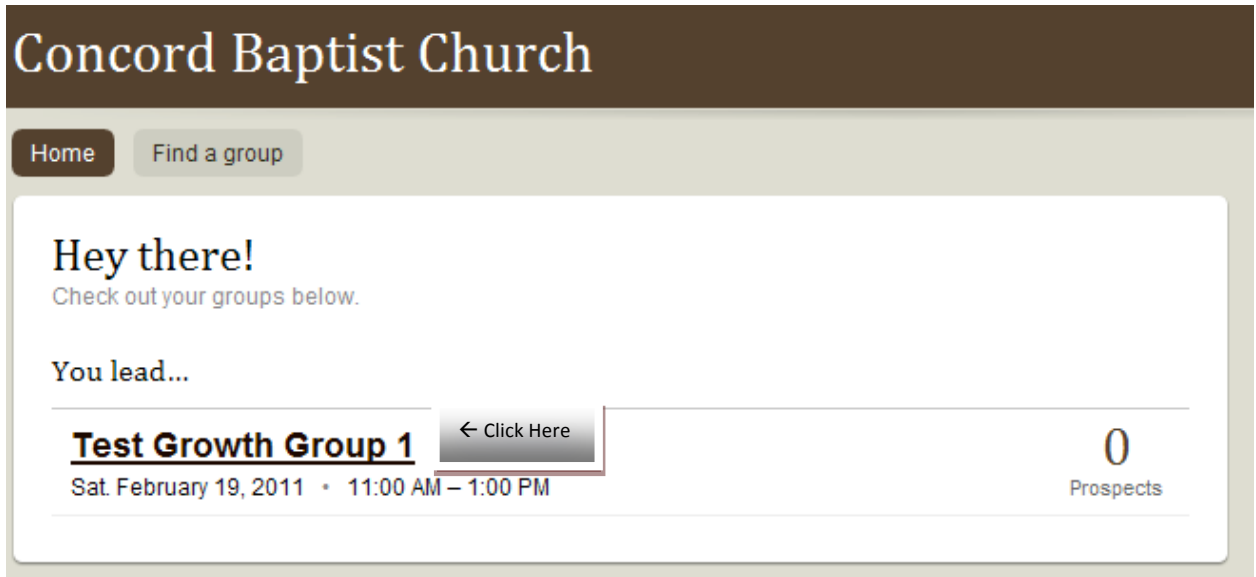 Concord Baptist Church
Home Find a group
Hey there!
Check out your groups below.
You lead...
Test Growth Group 1 ← Click Here 0
Sat. February 19, 2011 • 11:00 AM – 1:00 PM Prospects